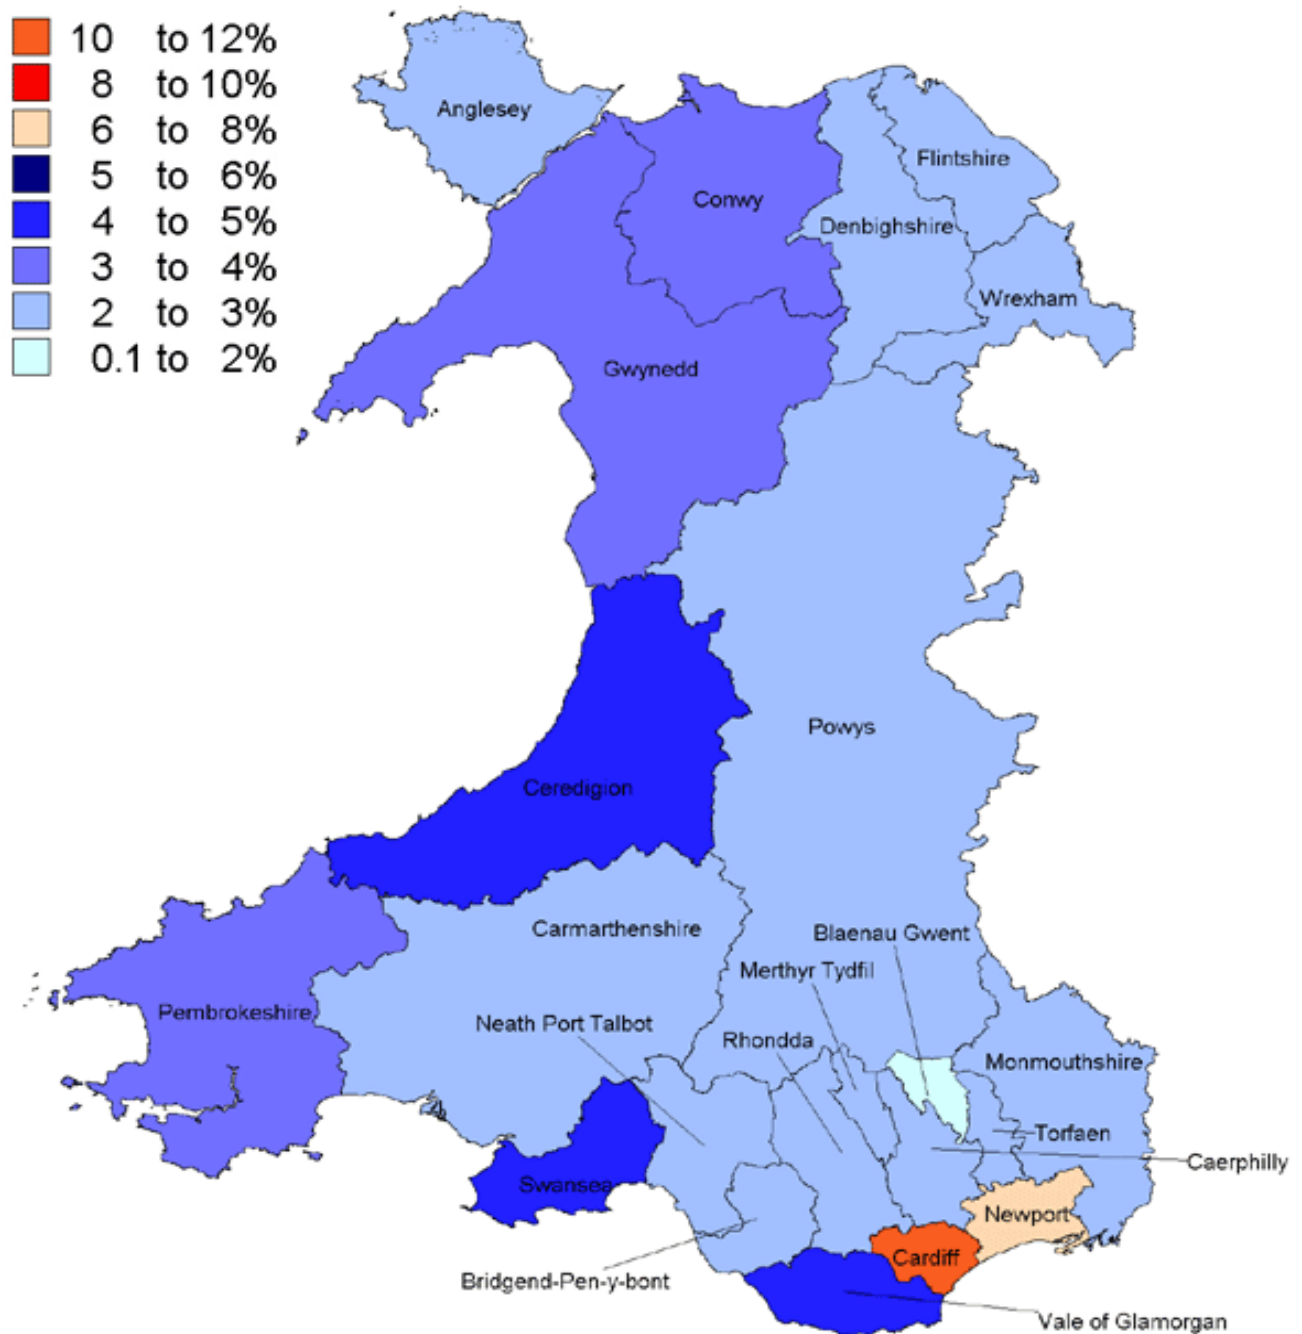 10 to 12%
8 to 10%
6 to 8%
5 to 6%
4 to 5%
3 to 4%
2 to 3%
0.1 to 2%
Anglesey
Flintshire
Conwy
Denbighshire
Wrexham
Gwynedd
Powys
Ceredigion
Carmarthenshire
Blaenau Gwent
Merthyr Tydfil
Pembrokeshire
Neath Port Talbot
Rhondda
Monmouthshire
Torfaen
Caerphilly
Swansea
Newport
Cardiff
Bridgend-Pen-y-bont
Vale of Glamorgan